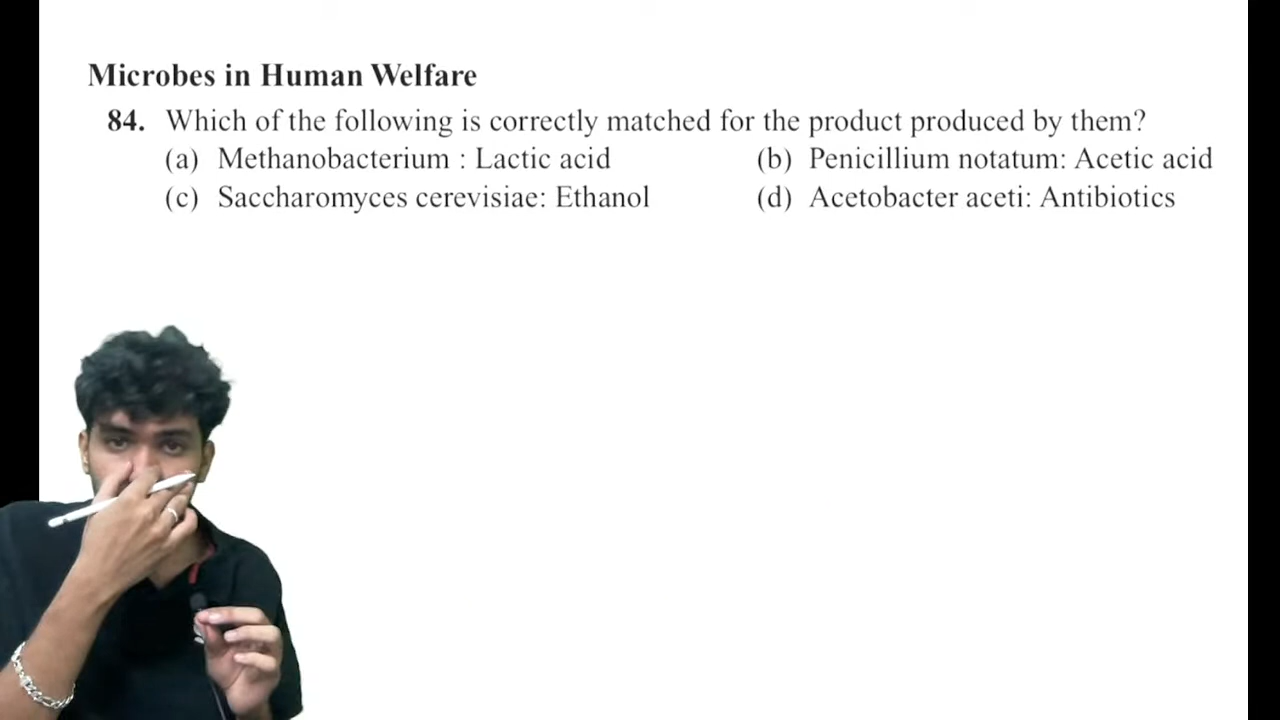 Microbes in Human Welfare
84. Which of the following is correctly matched for the product produced by them?
(a) Methanobacterium : Lactic acid (b) Penicillium notatum: Acetic acid
(c) Saccharomyces cerevisiae: Ethanol (d) Acetobacter aceti: Antibiotics